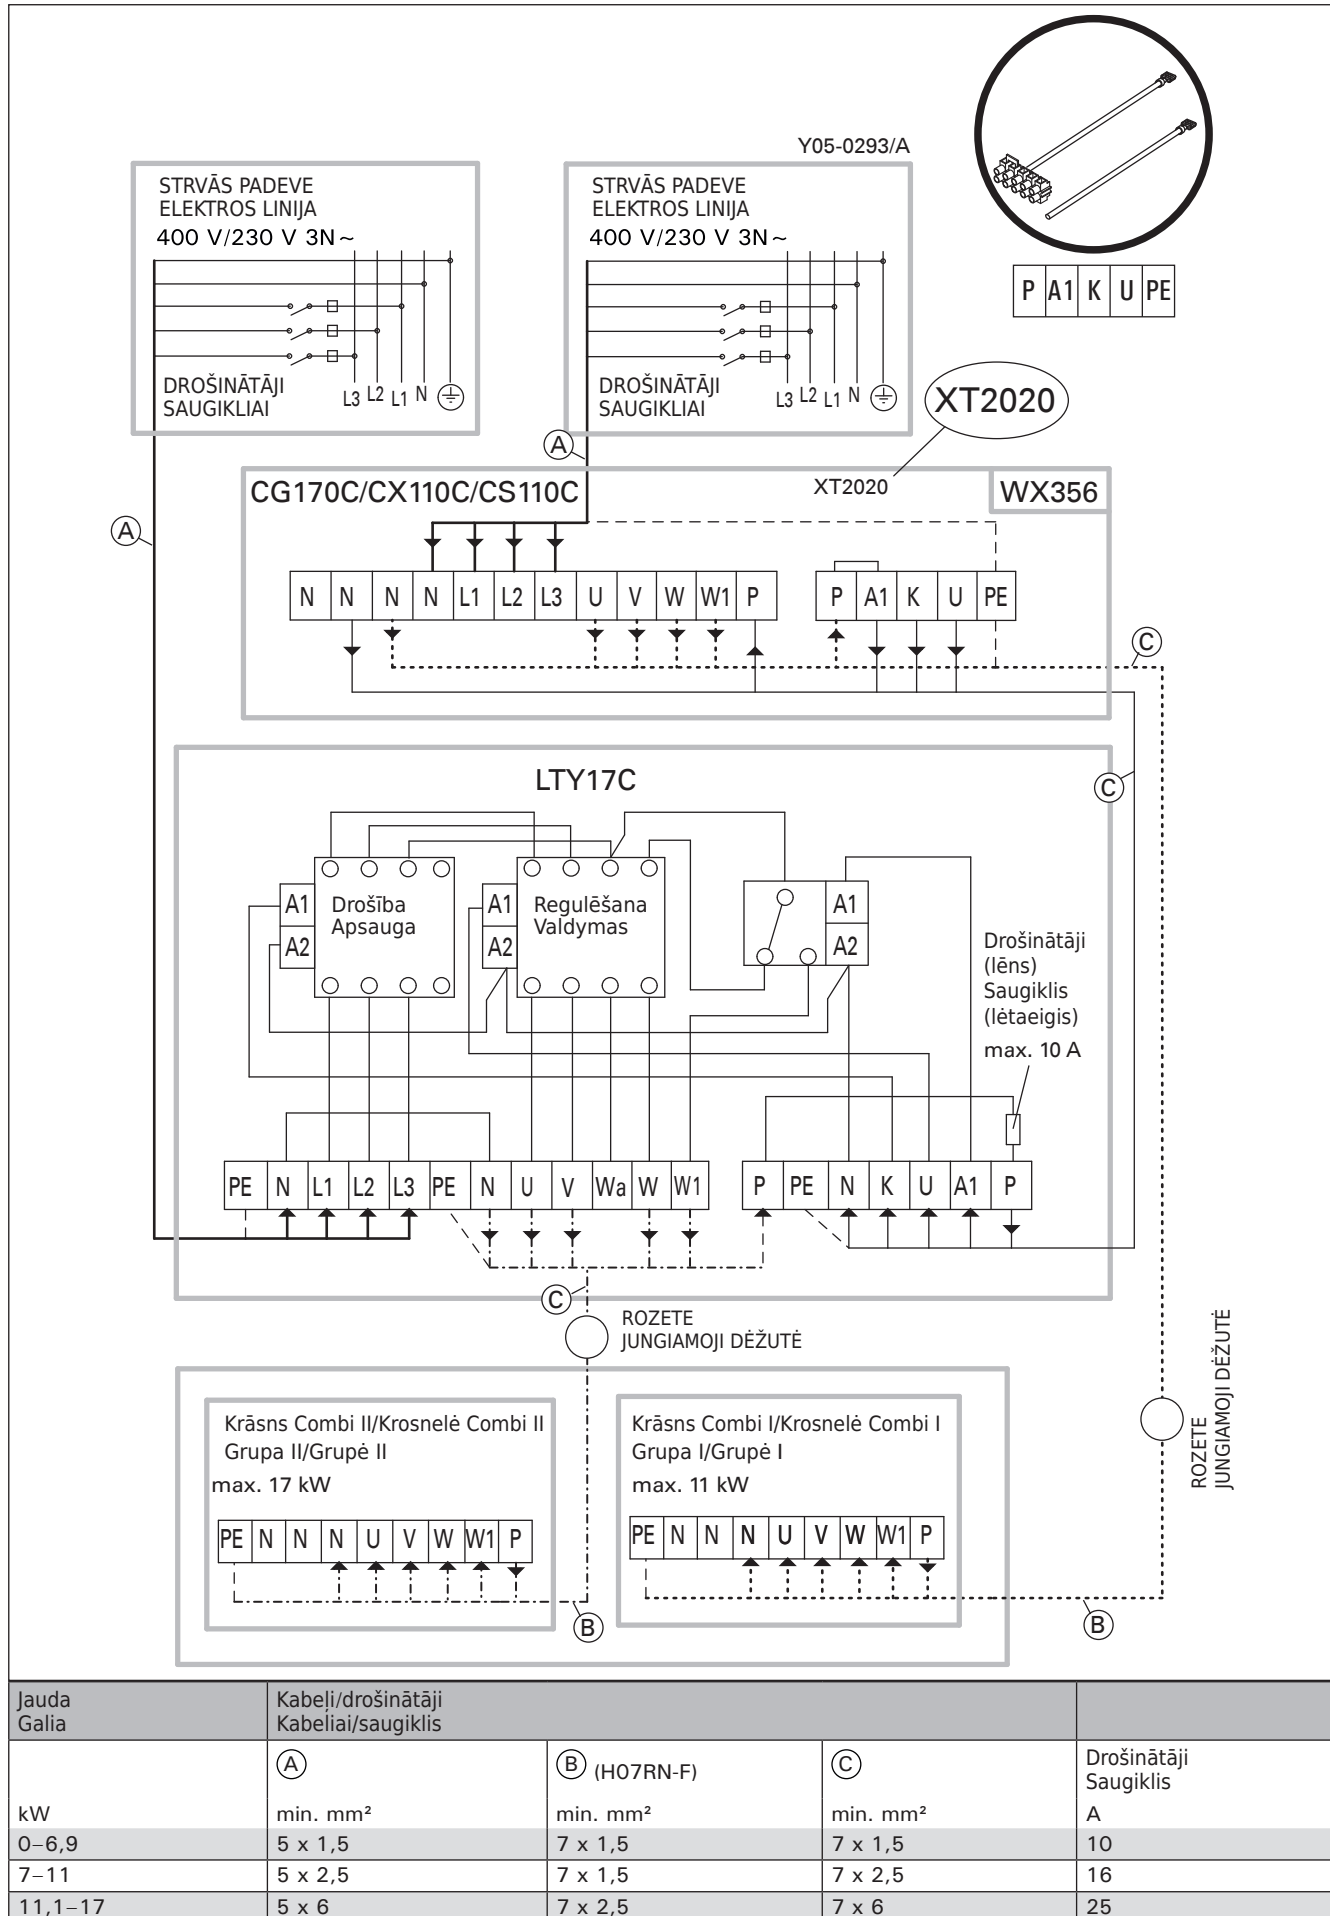 Y05-0293/A
STRVĀS PADEVE
ELEKTROS LINIJA
400 V/230 V 3N~
DROŠINĀTĀJI
SAUGIKLIAI
L3 L2 L1 N
STRVĀS PADEVE
ELEKTROS LINIJA
400 V/230 V 3N~
DROŠINĀTĀJI
SAUGIKLIAI
L3 L2 L1 N
P A1 K U PE
XT2020
A
A
CG170C/CX110C/CS110C
XT2020
WX356
N N N N L1 L2 L3 U V W W1 P
P A1 K U PE
C
LTY17C
C
A1
A2
Drošība
Apsauga
A1
A2
Regulēšana
Valdymas
A1
A2
Drošinātāji
(lēns)
Saugiklis
(lėtaeigis)
max. 10 A
PE N L1 L2 L3 PE N U V Wa W W1
P PE N K U A1 P
C
ROZETE
JUNGIAMOJI DĖŽUTĖ
ROZETE
JUNGIAMOJI DĖŽUTĖ
Krāsns Combi II/Krosnelė Combi II
Grupa II/Grupė II
max. 17 kW
PE N N N U V W W1 P
B
Krāsns Combi I/Krosnelė Combi I
Grupa I/Grupė I
max. 11 kW
PE N N N U V W W1 P
B
Jauda
Galia
Kabeļi/drošinātāji
Kabeliai/saugiklis
A
B (H07RN-F)
C
Drošinātāji
Saugiklis
kW min. mm² min. mm² min. mm² A
0–6,9 5 x 1,5 7 x 1,5 7 x 1,5 10
7–11 5 x 2,5 7 x 1,5 7 x 2,5 16
11,1–17 5 x 6 7 x 2,5 7 x 6 25